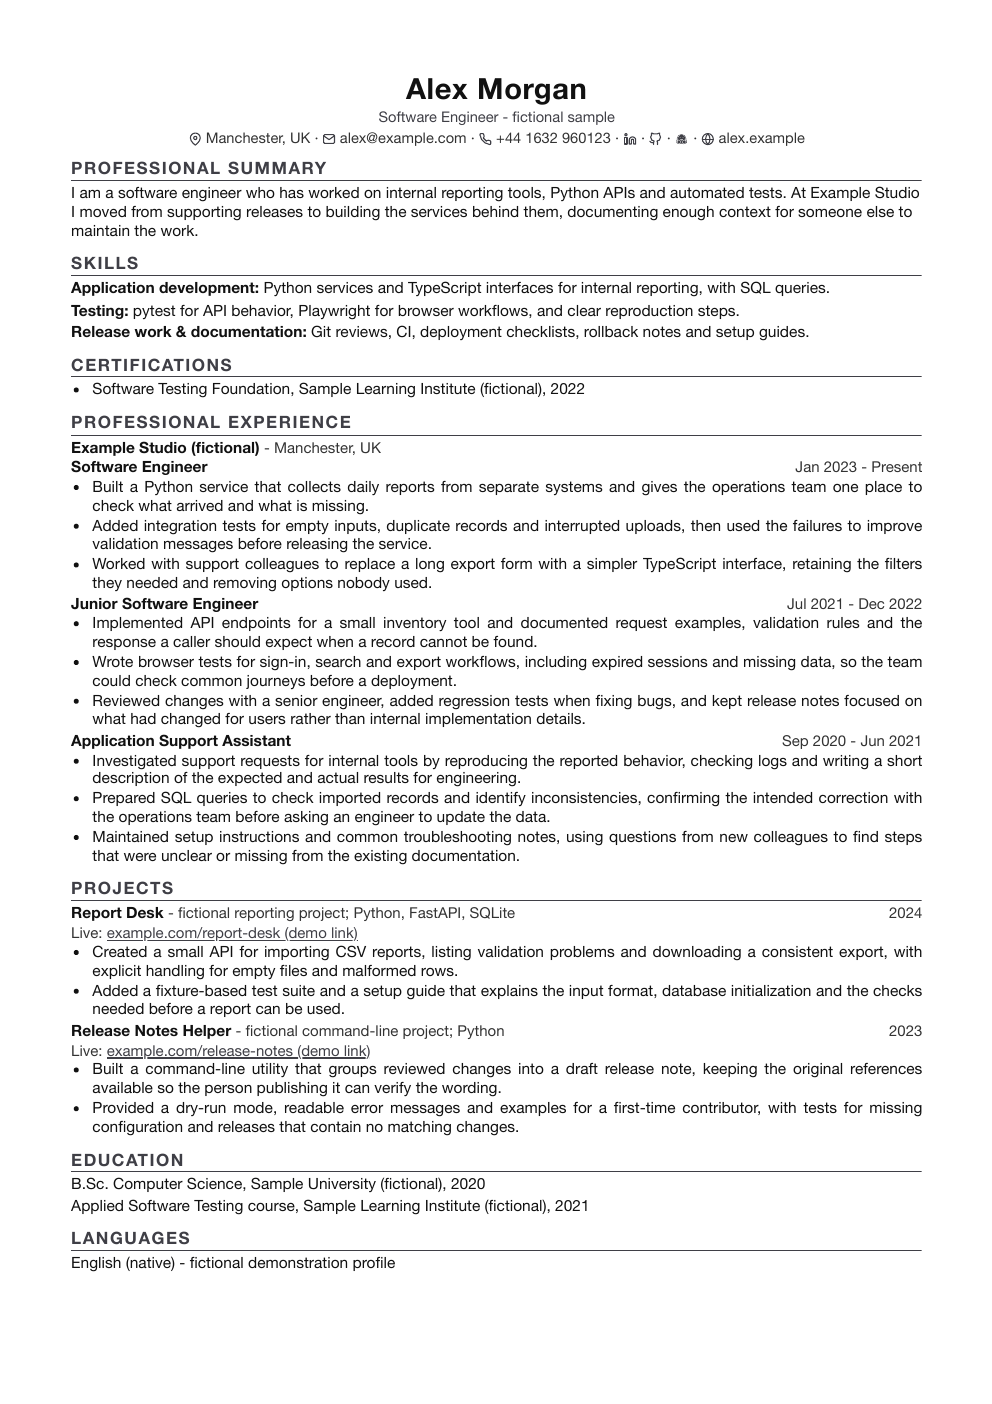 Alex Morgan
Software Engineer - fictional sample
Manchester, UK · alex@example.com · +44 1632 960123 · · · · alex.example
PROFESSIONAL SUMMARY
I am a software engineer who has worked on internal reporting tools, Python APIs and automated tests. At Example Studio
I moved from supporting releases to building the services behind them, documenting enough context for someone else to
maintain the work.
SKILLS
Application development: Python services and TypeScript interfaces for internal reporting, with SQL queries.
Testing: pytest for API behavior, Playwright for browser workflows, and clear reproduction steps.
Release work & documentation: Git reviews, CI, deployment checklists, rollback notes and setup guides.
CERTIFICATIONS
• Software Testing Foundation, Sample Learning Institute (fictional), 2022
PROFESSIONAL EXPERIENCE
Example Studio (fictional) - Manchester, UK
Software Engineer Jan 2023 - Present
• Built a Python service that collects daily reports from separate systems and gives the operations team one place to
check what arrived and what is missing.
• Added integration tests for empty inputs, duplicate records and interrupted uploads, then used the failures to improve
validation messages before releasing the service.
• Worked with support colleagues to replace a long export form with a simpler TypeScript interface, retaining the filters
they needed and removing options nobody used.
Junior Software Engineer Jul 2021 - Dec 2022
• Implemented API endpoints for a small inventory tool and documented request examples, validation rules and the
response a caller should expect when a record cannot be found.
• Wrote browser tests for sign-in, search and export workflows, including expired sessions and missing data, so the team
could check common journeys before a deployment.
• Reviewed changes with a senior engineer, added regression tests when fixing bugs, and kept release notes focused on
what had changed for users rather than internal implementation details.
Application Support Assistant Sep 2020 - Jun 2021
• Investigated support requests for internal tools by reproducing the reported behavior, checking logs and writing a short
description of the expected and actual results for engineering.
• Prepared SQL queries to check imported records and identify inconsistencies, confirming the intended correction with
the operations team before asking an engineer to update the data.
• Maintained setup instructions and common troubleshooting notes, using questions from new colleagues to find steps
that were unclear or missing from the existing documentation.
PROJECTS
Report Desk - fictional reporting project; Python, FastAPI, SQLite 2024
Live: example.com/report-desk (demo link)
• Created a small API for importing CSV reports, listing validation problems and downloading a consistent export, with
explicit handling for empty files and malformed rows.
• Added a fixture-based test suite and a setup guide that explains the input format, database initialization and the checks
needed before a report can be used.
Release Notes Helper - fictional command-line project; Python 2023
Live: example.com/release-notes (demo link)
• Built a command-line utility that groups reviewed changes into a draft release note, keeping the original references
available so the person publishing it can verify the wording.
• Provided a dry-run mode, readable error messages and examples for a first-time contributor, with tests for missing
configuration and releases that contain no matching changes.
EDUCATION
B.Sc. Computer Science, Sample University (fictional), 2020
Applied Software Testing course, Sample Learning Institute (fictional), 2021
LANGUAGES
English (native) - fictional demonstration profile